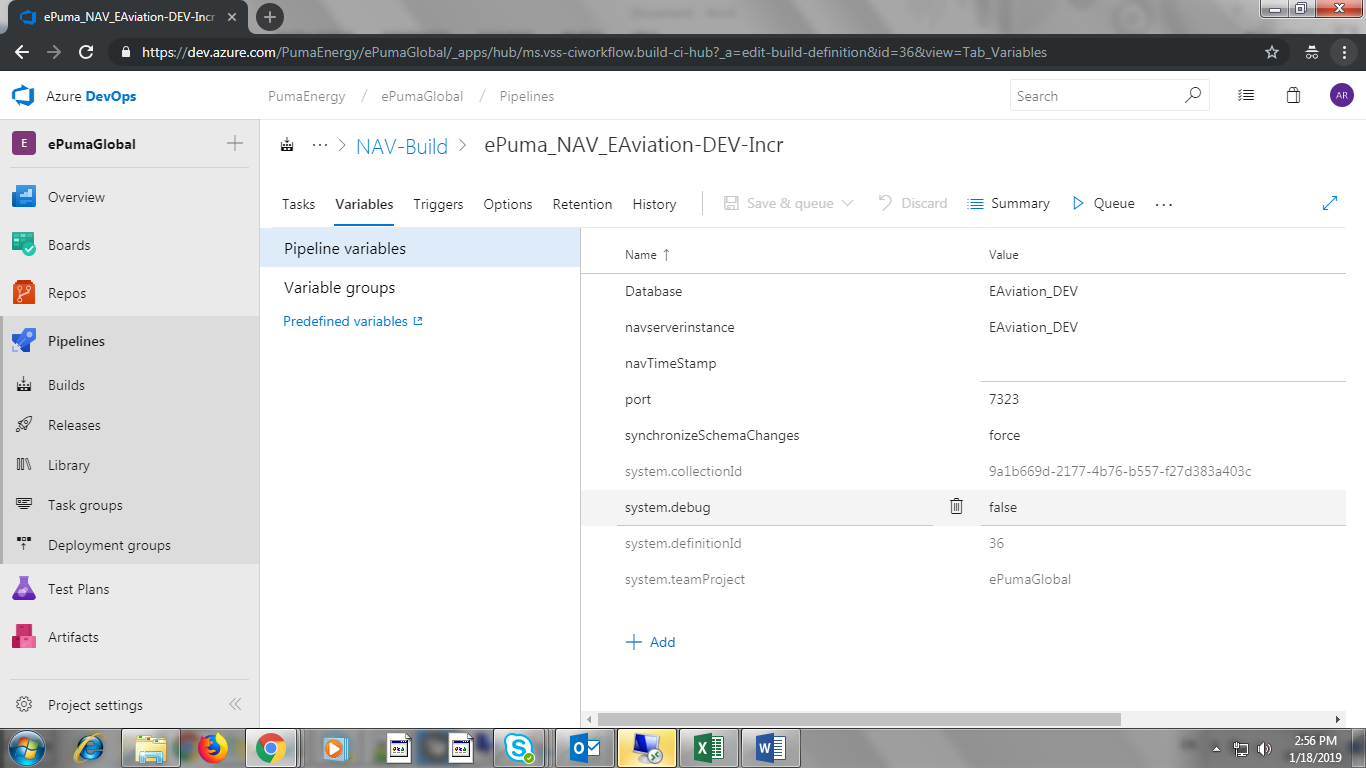 ePuma_NAV_EAviation-DEV-Incr
https://dev.azure.com/PumaEnergy/ePumaGlobal/_apps/hub/ms.vss-ciworkflow.build-ci-hub?_a=edit-build-definition&id=36&view=Tab_Variables
Azure DevOps PumaEnergy / ePumaGlobal / Pipelines Search AR
E ePumaGlobal
··· > NAV-Build > ePuma_NAV_EAviation-DEV-Incr
Overview
Boards
Repos
Pipelines
Builds
Releases
Library
Task groups
Deployment groups
Test Plans
Artifacts
Project settings
Tasks Variables Triggers Options Retention History Save & queue Discard Summary Queue ...
Pipeline variables
Variable groups
Predefined variables
Name ↑ Value
Database EAviation_DEV
navserverinstance EAviation_DEV
navTimeStamp
port 7323
synchronizeSchemaChanges force
system.collectionId 9a1b669d-2177-4b76-b557-f27d383a403c
system.debug false
system.definitionId 36
system.teamProject ePumaGlobal
+ Add
2:56 PM
1/18/2019